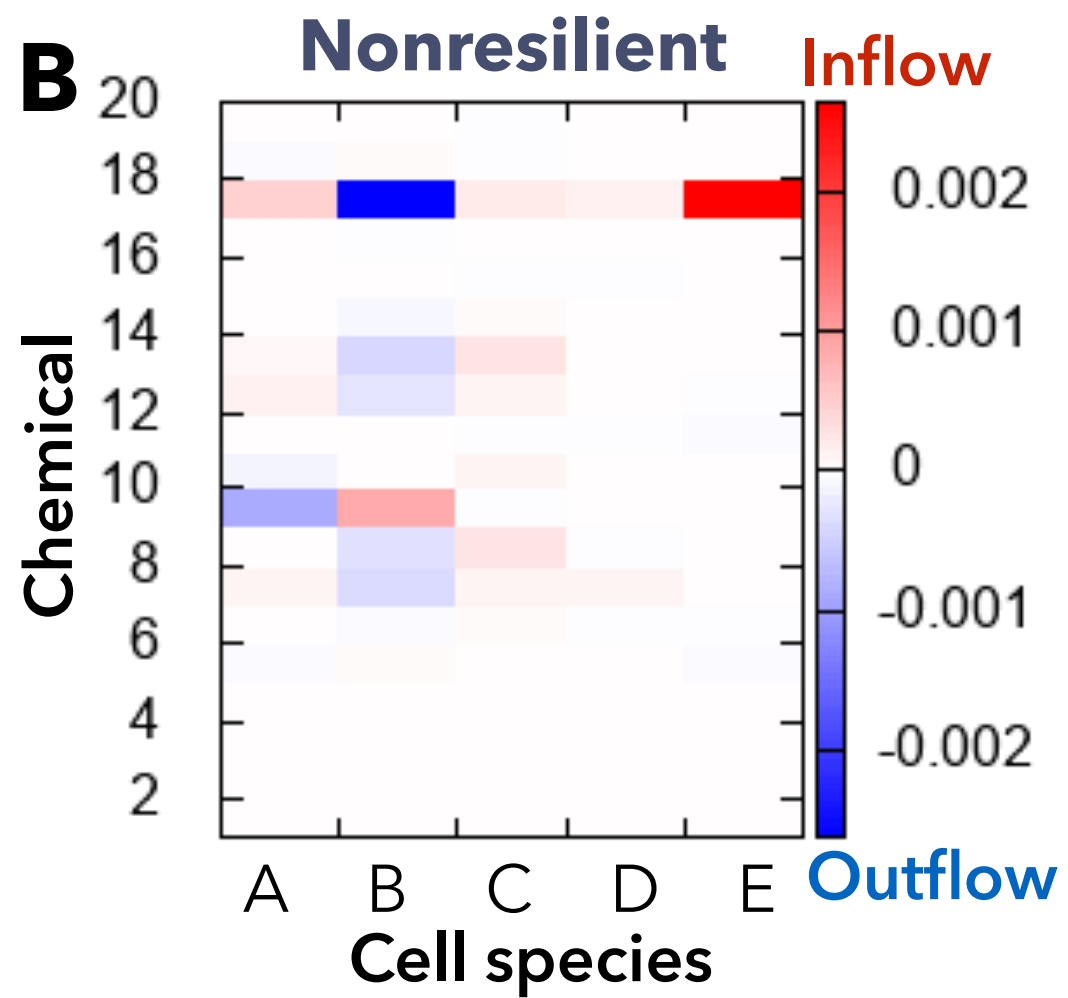 B
Nonresilient
Inflow
20
18
16
14
12
10
8
6
4
2
Chemical
0.002
0.001
0
-0.001
-0.002
Outflow
A B C D E
Cell species